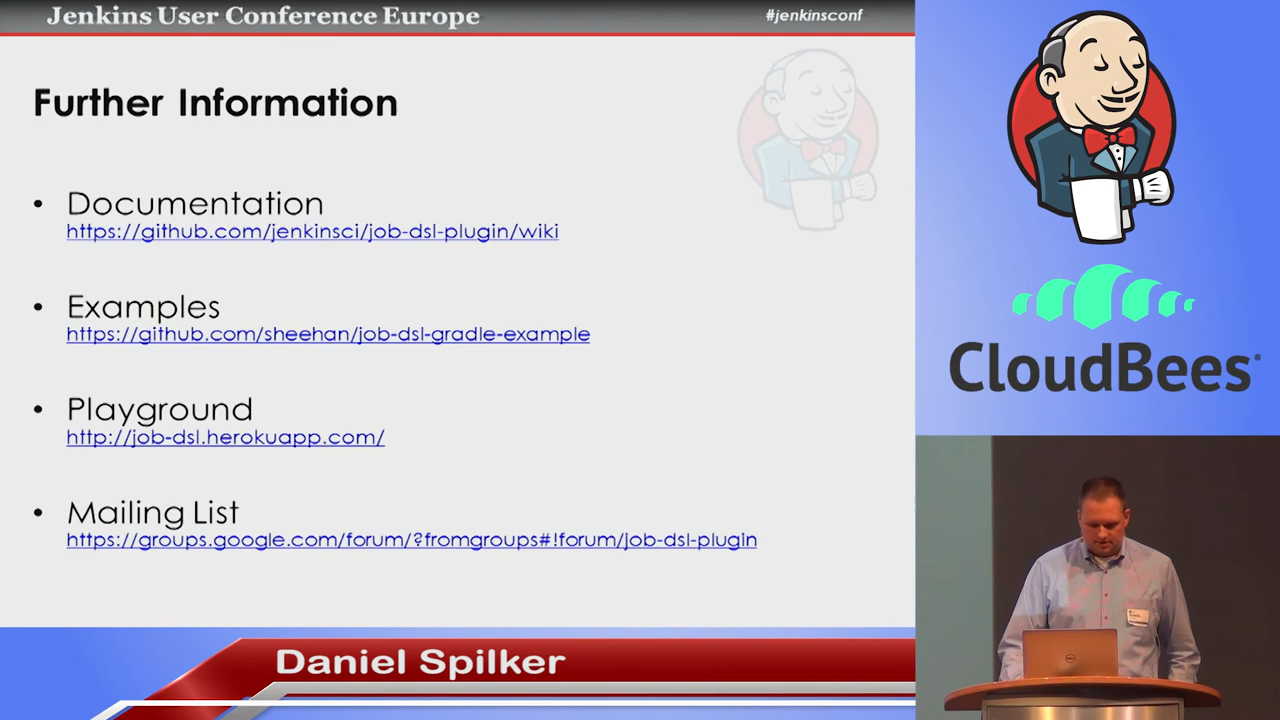 Jenkins User Conference Europe
#jenkinsconf
Further Information
• Documentation
https://github.com/jenkinsci/job-dsl-plugin/wiki
• Examples
https://github.com/sheehan/job-dsl-gradle-example
• Playground
http://job-dsl.herokuapp.com/
• Mailing List
https://groups.google.com/forum/?fromgroups#!forum/job-dsl-plugin
CloudBees®
Daniel Spilker